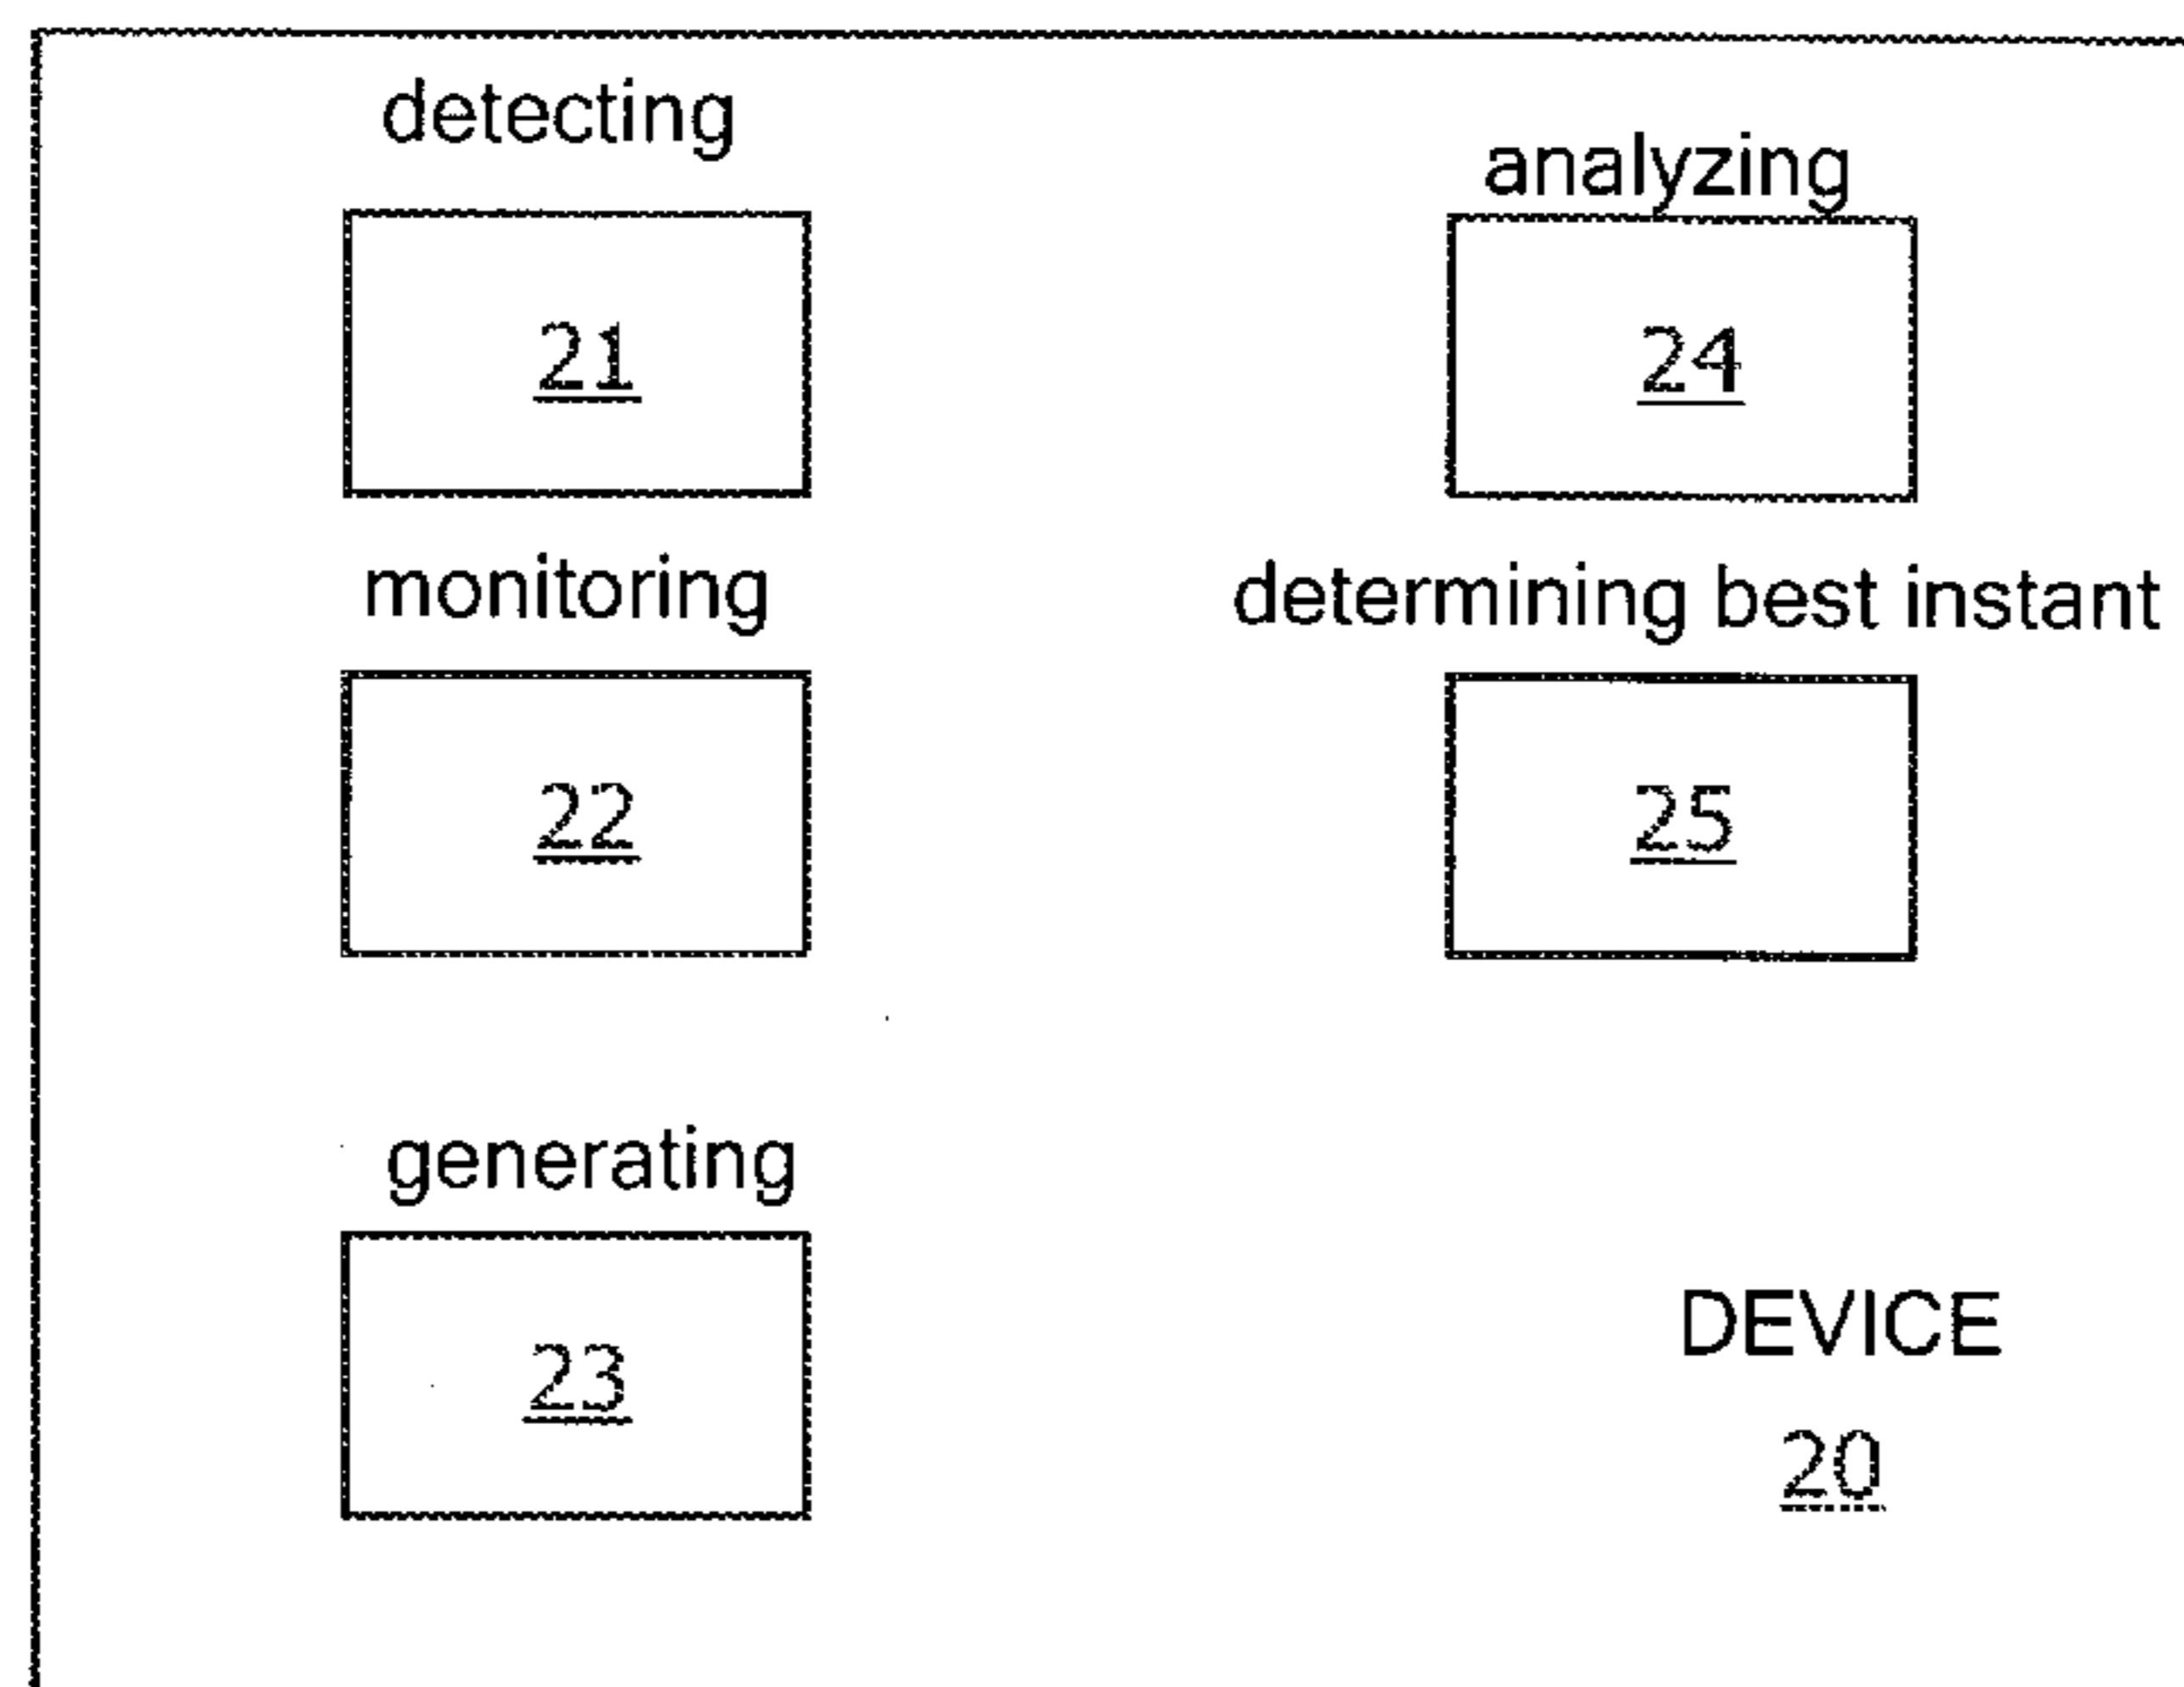 detecting
21
monitoring
22
generating
23
analyzing
24
determining best instant
25
DEVICE
20